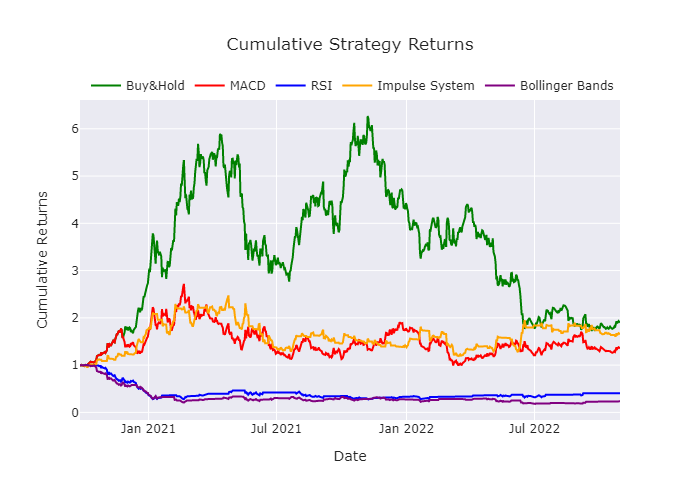 Cumulative Strategy Returns
Buy&Hold MACD RSI Impulse System Bollinger Bands
6
5
4
3
2
1
0
Cumulative Returns
Jan 2021 Jul 2021 Jan 2022 Jul 2022
Date